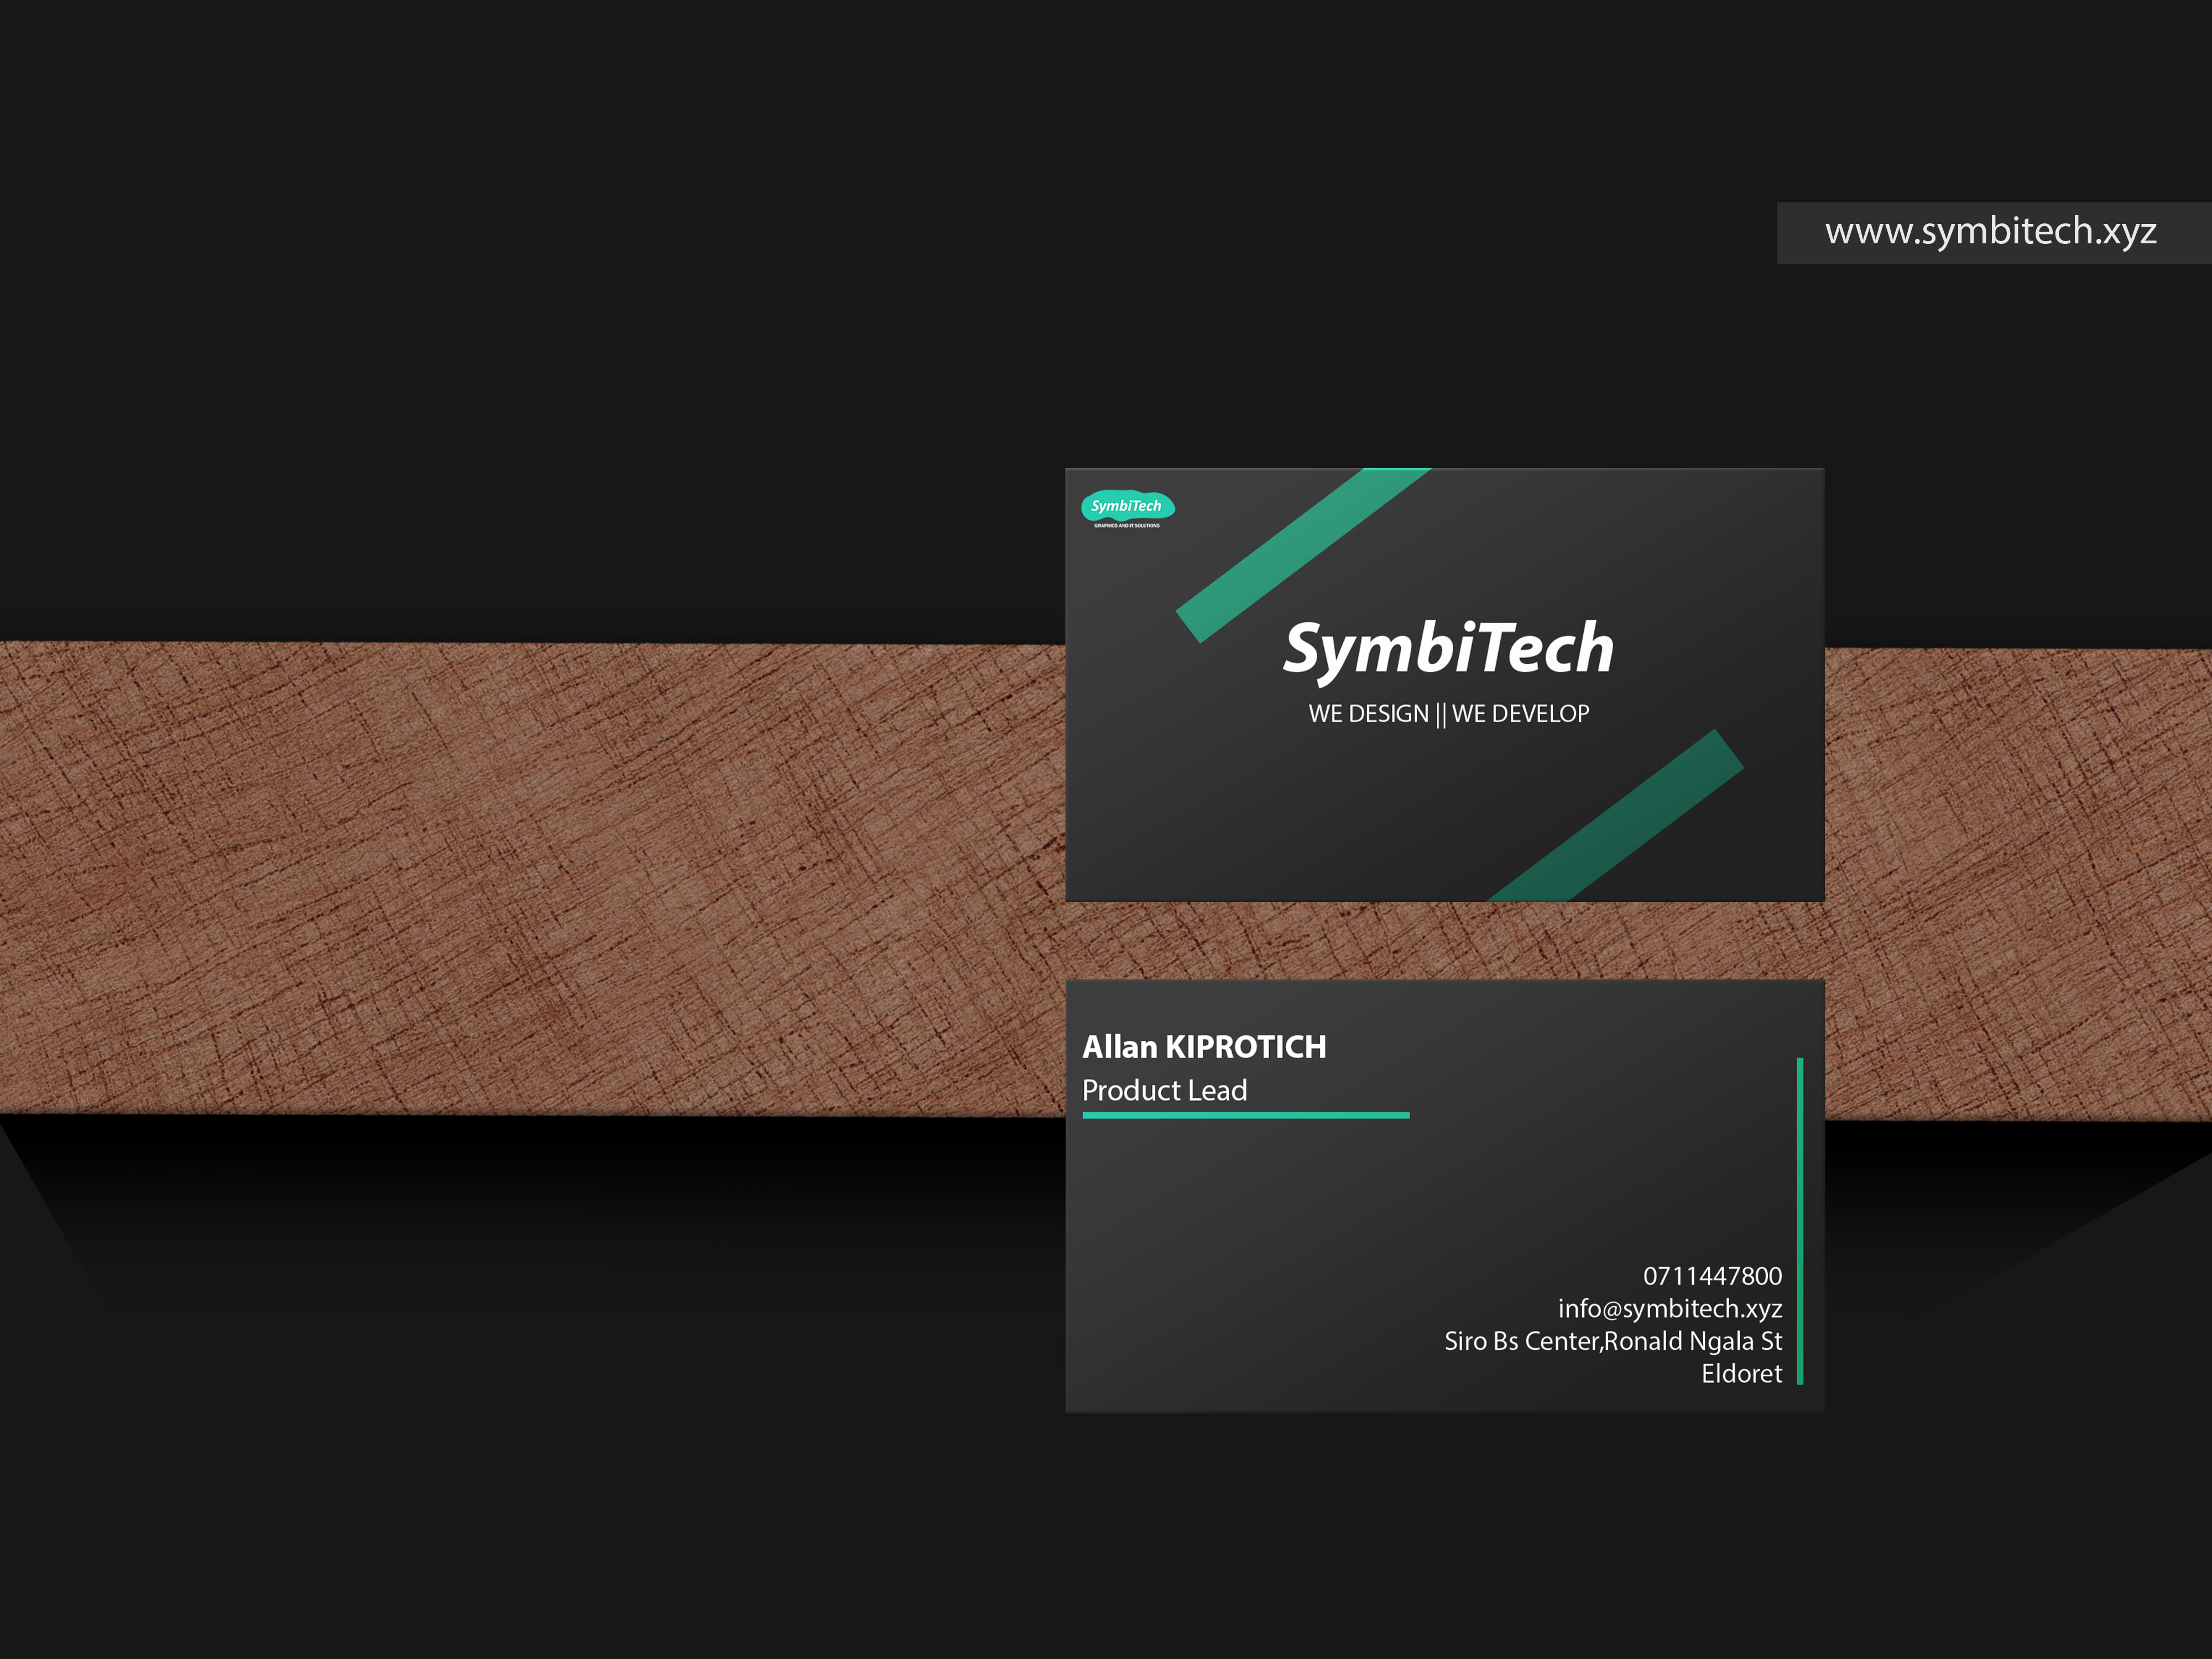 www.symbitech.xyz
SymbiTech
GRAPHICS AND IT SOLUTIONS
SymbiTech
WE DESIGN || WE DEVELOP
Allan KIPROTICH
Product Lead
0711447800
info@symbitech.xyz
Siro Bs Center,Ronald Ngala St
Eldoret